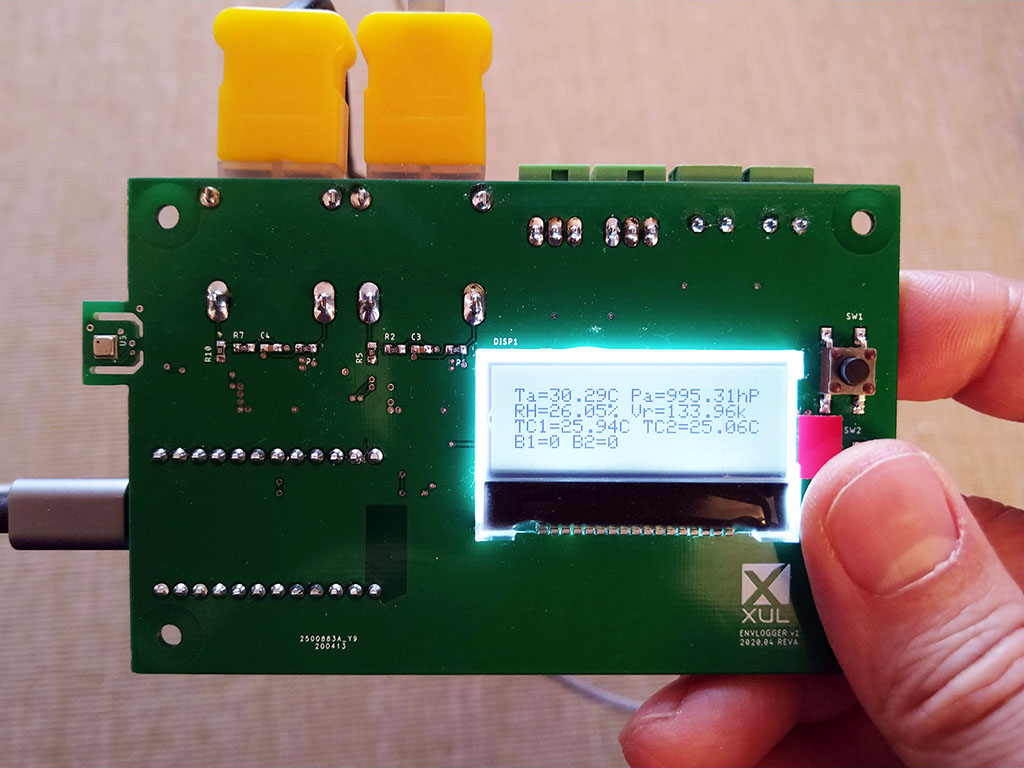 DISP1
SW1
R7 C4
R2 C3
R10
R5
U3
Ta=30.29C Pa=995.31hP
RH=26.05% Vr=133.96k
TC1=25.94C TC2=25.06C
B1=0 B2=0
SW2
XUL
ENVLOGGER v1
2020.04 REVA
2500883A_Y9
200413